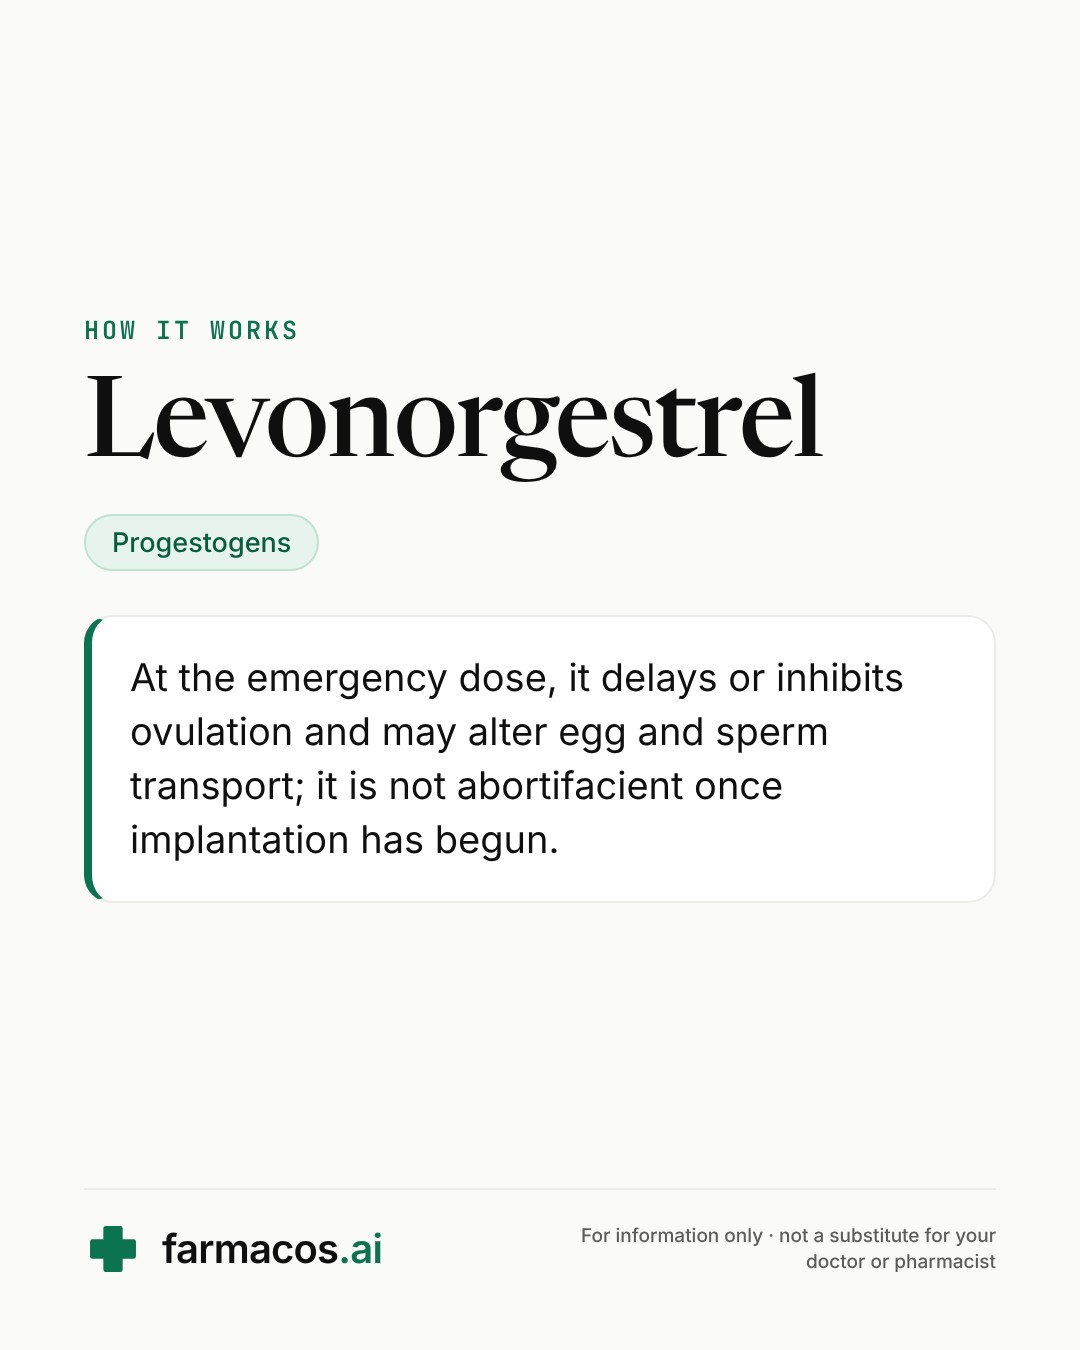 HOW IT WORKS
Levonorgestrel
Progestogens
At the emergency dose, it delays or inhibits
ovulation and may alter egg and sperm
transport; it is not abortifacient once
implantation has begun.
farmacos.ai
For information only · not a substitute for your
doctor or pharmacist